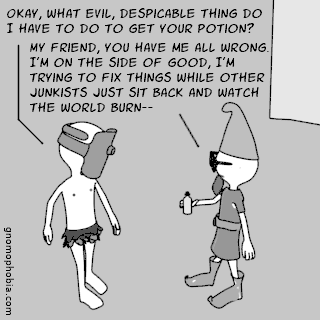 OKAY, WHAT EVIL, DESPICABLE THING DO
I HAVE TO DO TO GET YOUR POTION?
MY FRIEND, YOU HAVE ME ALL WRONG.
I'M ON THE SIDE OF GOOD, I'M
TRYING TO FIX THINGS WHILE OTHER
JUNKISTS JUST SIT BACK AND WATCH
THE WORLD BURN--
gnomophobia.com